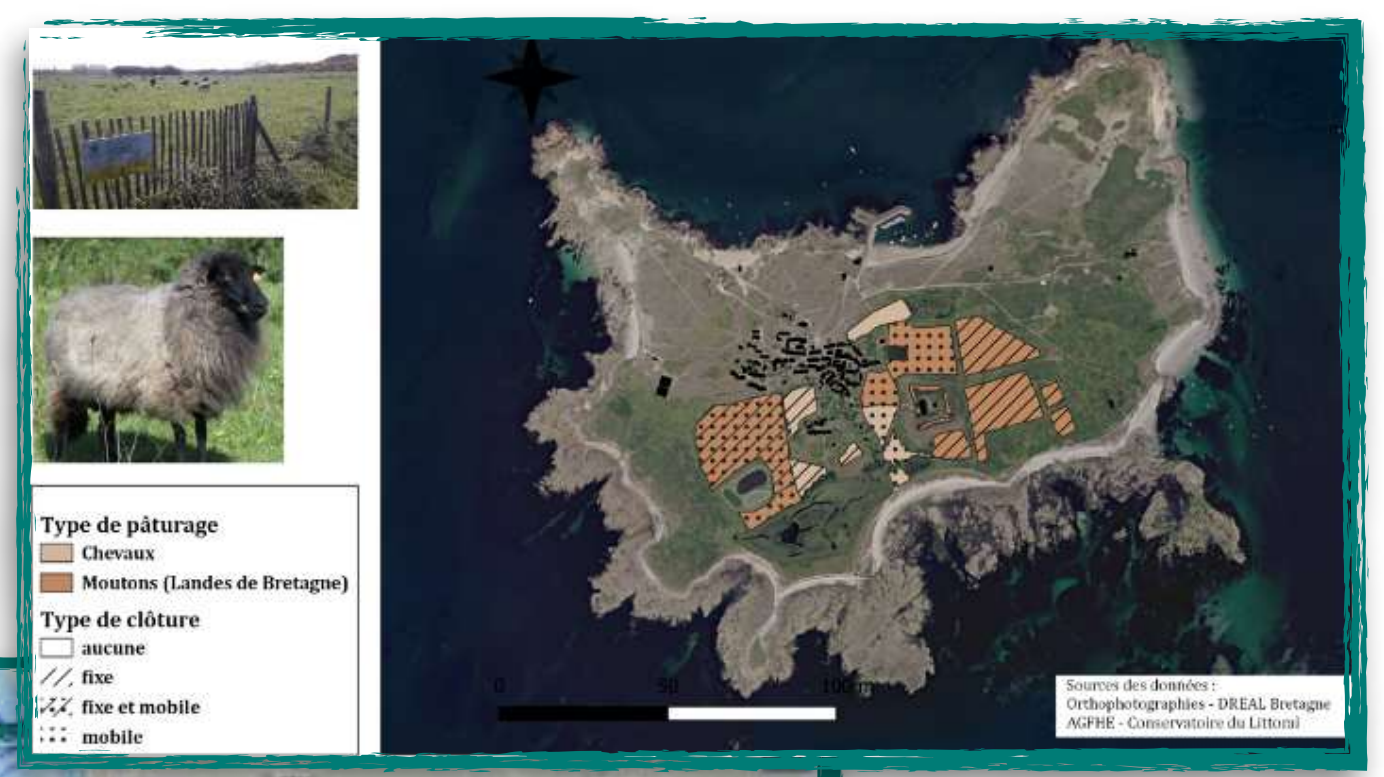 Type de pâturage
Chevaux
Moutons (Landes de Bretagne)
Type de clôture
aucune
fixe
fixe et mobile
mobile
0 50 100 m
Sources des données :
Orthophotographies - DREAL Bretagne
AGFHE - Conservatoire du Littoral